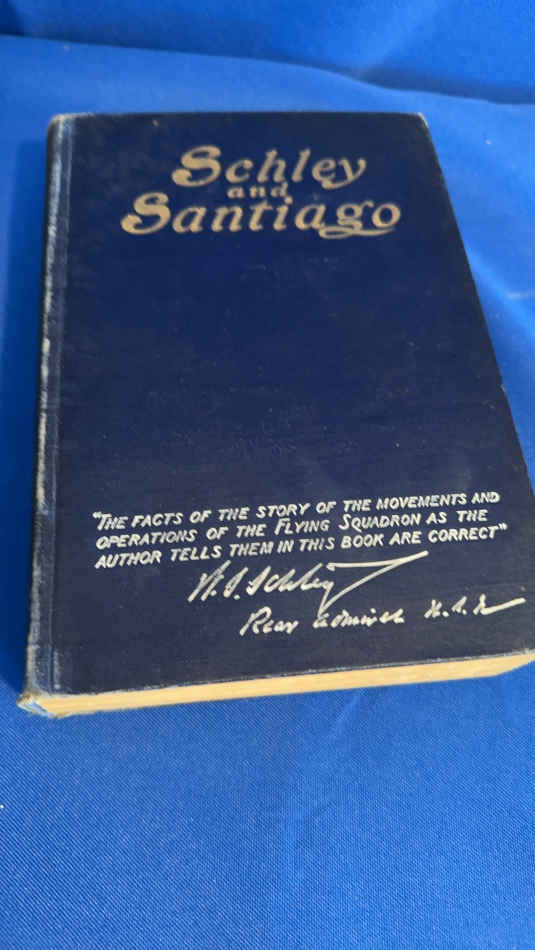 Schley
and
Santiago
"THE FACTS OF THE STORY OF THE MOVEMENTS AND
OPERATIONS OF THE FLYING SQUADRON AS THE
AUTHOR TELLS THEM IN THIS BOOK ARE CORRECT"
W. S. Schley
Rear Admiral U. S. N.